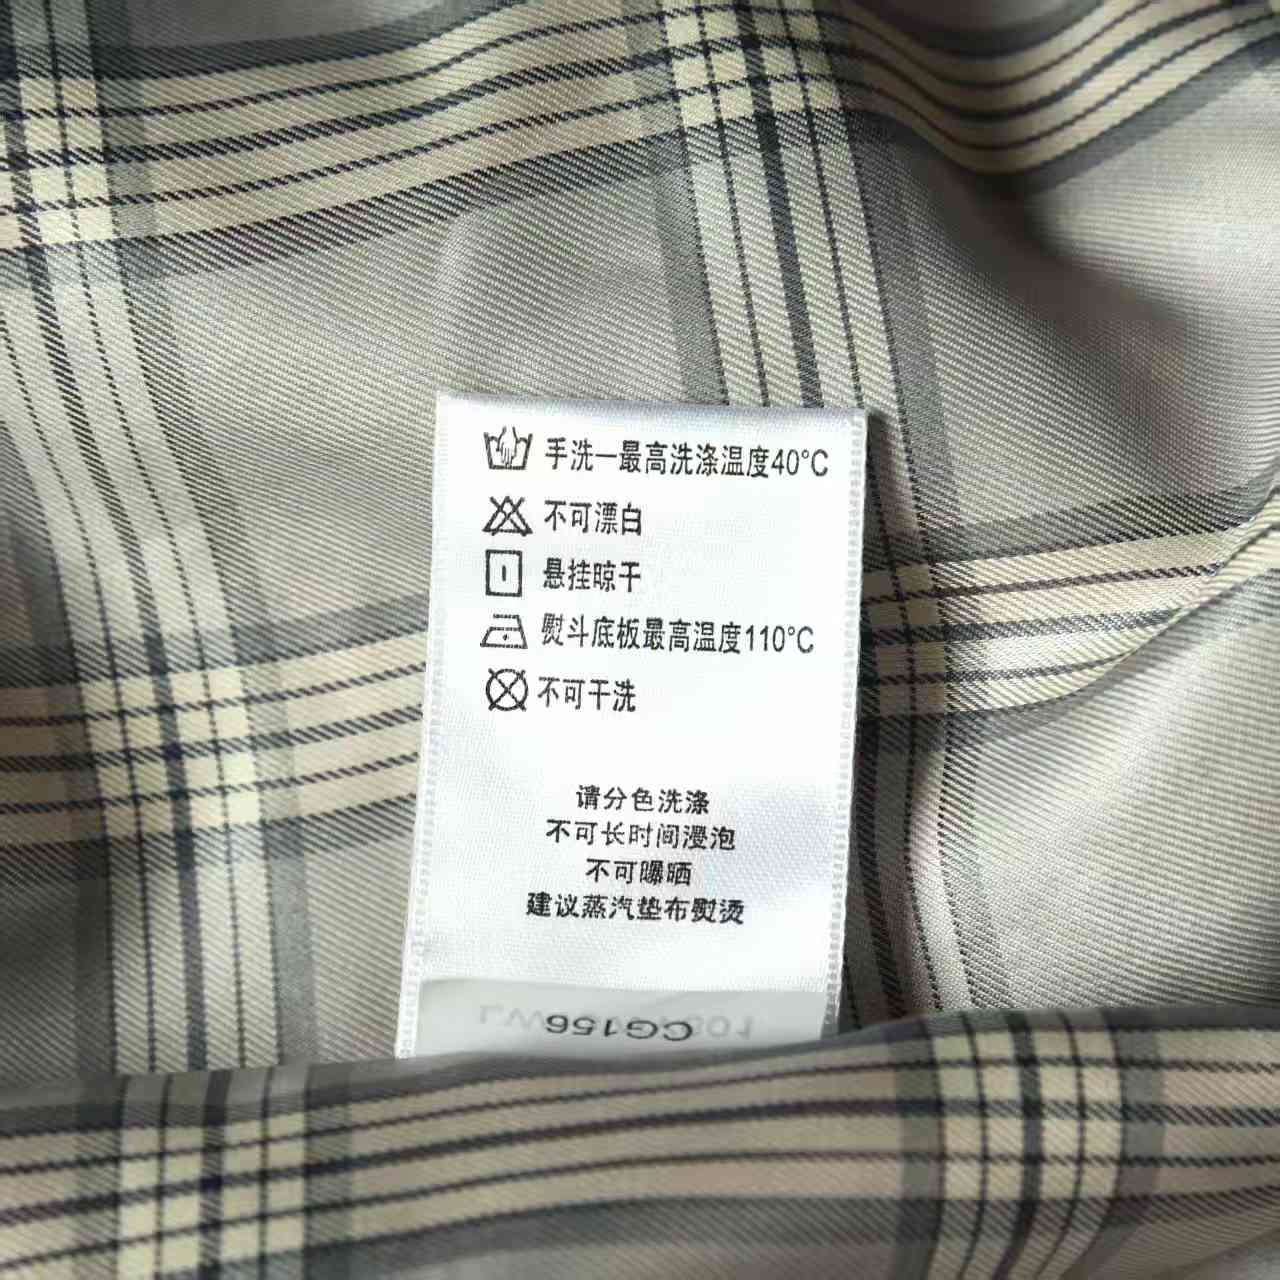 手洗一最高洗涤温度40°C
不可漂白
悬挂晾干
熨斗底板最高温度110°C
不可干洗
请分色洗涤
不可长时间浸泡
不可曝晒
建议蒸汽垫布熨烫
CG156